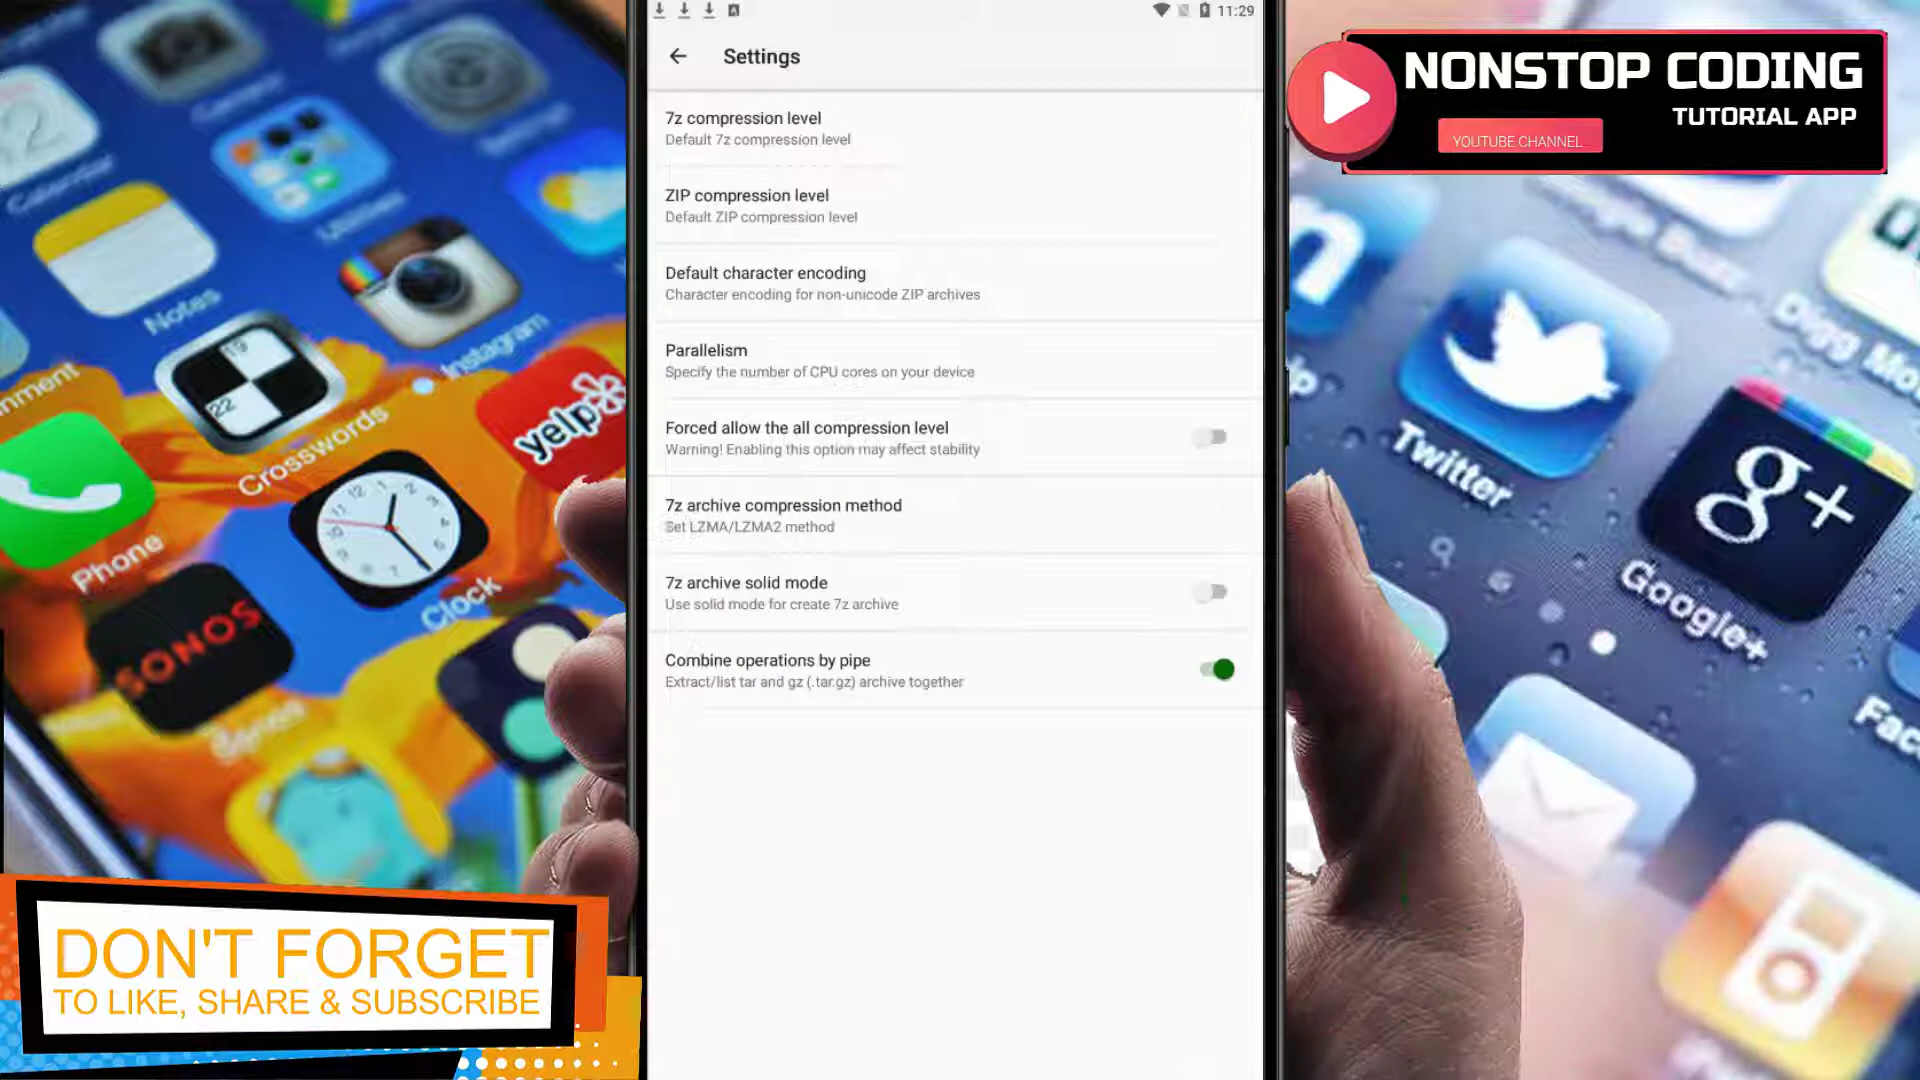 11:29
Settings
7z compression level
Default 7z compression level
ZIP compression level
Default ZIP compression level
Default character encoding
Character encoding for non-unicode ZIP archives
Parallelism
Specify the number of CPU cores on your device
Forced allow the all compression level
Warning! Enabling this option may affect stability
7z archive compression method
Set LZMA/LZMA2 method
7z archive solid mode
Use solid mode for create 7z archive
Combine operations by pipe
Extract/list tar and gz (.tar.gz) archive together
NONSTOP CODING
TUTORIAL APP
YOUTUBE CHANNEL
Calendar
Notes
Instagram
19
22
Crosswords
yelp
Phone
Clock
SONOS
Sonos
Twitter
g+
Google+
DON'T FORGET
TO LIKE, SHARE & SUBSCRIBE